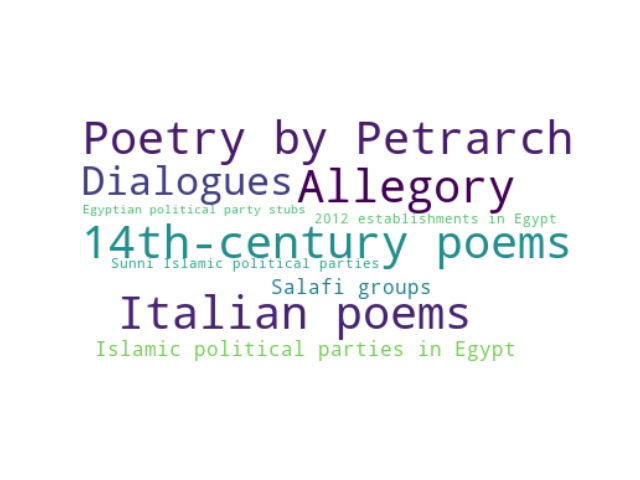 Poetry by Petrarch
Dialogues Allegory
Egyptian political party stubs
2012 establishments in Egypt
14th-century poems
Sunni Islamic political parties
Salafi groups
Italian poems
Islamic political parties in Egypt